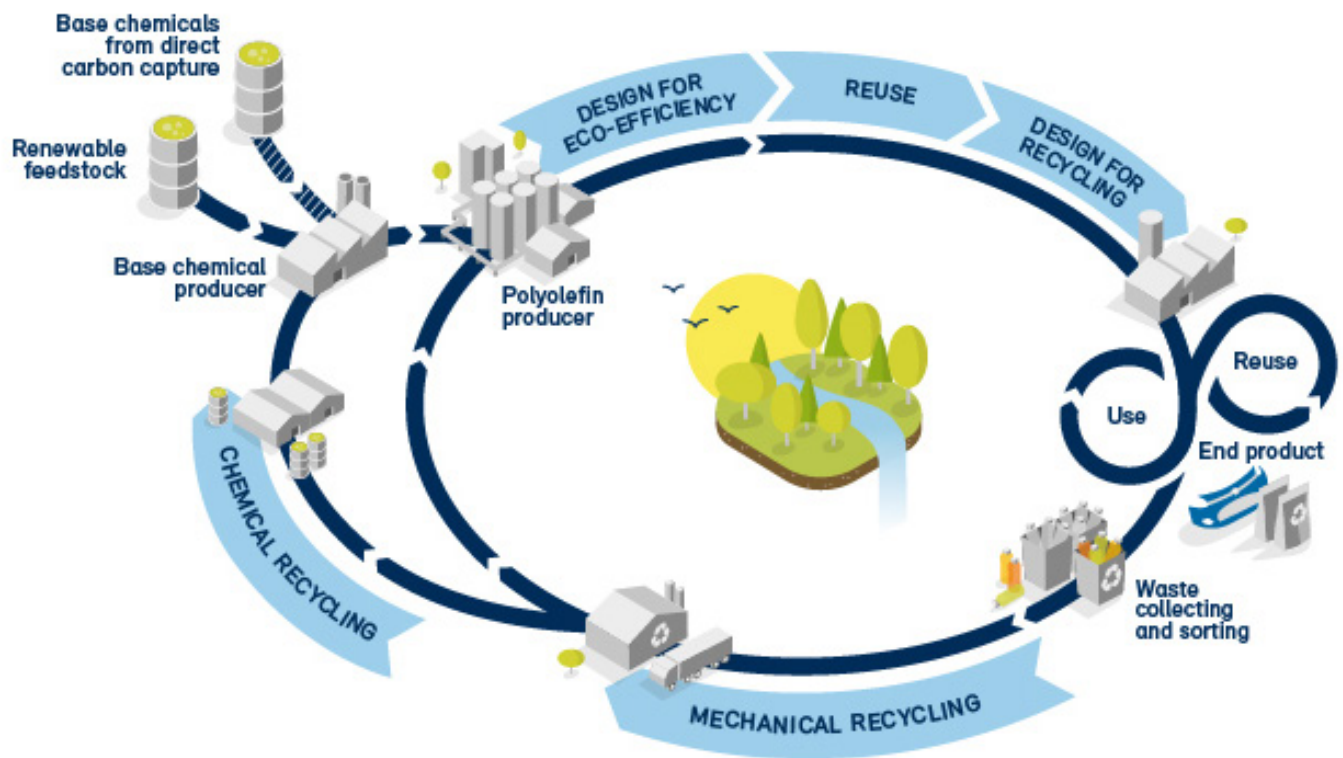 Base chemicals
from direct
carbon capture
Renewable
feedstock
Base chemical
producer
Polyolefin
producer
DESIGN FOR
ECO-EFFICIENCY
REUSE
DESIGN FOR
RECYCLING
Use
Reuse
End product
Waste
collecting
and sorting
MECHANICAL RECYCLING
CHEMICAL RECYCLING